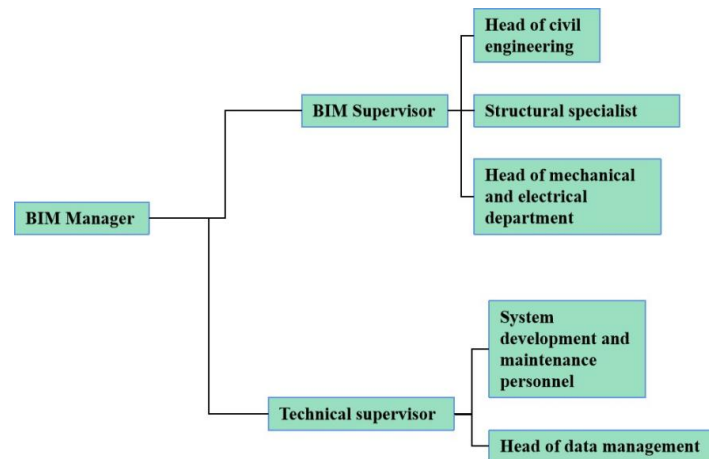 Head of civil
engineering
BIM Supervisor
Structural specialist
Head of mechanical
and electrical
department
BIM Manager
System
development and
maintenance
personnel
Technical supervisor
Head of data management